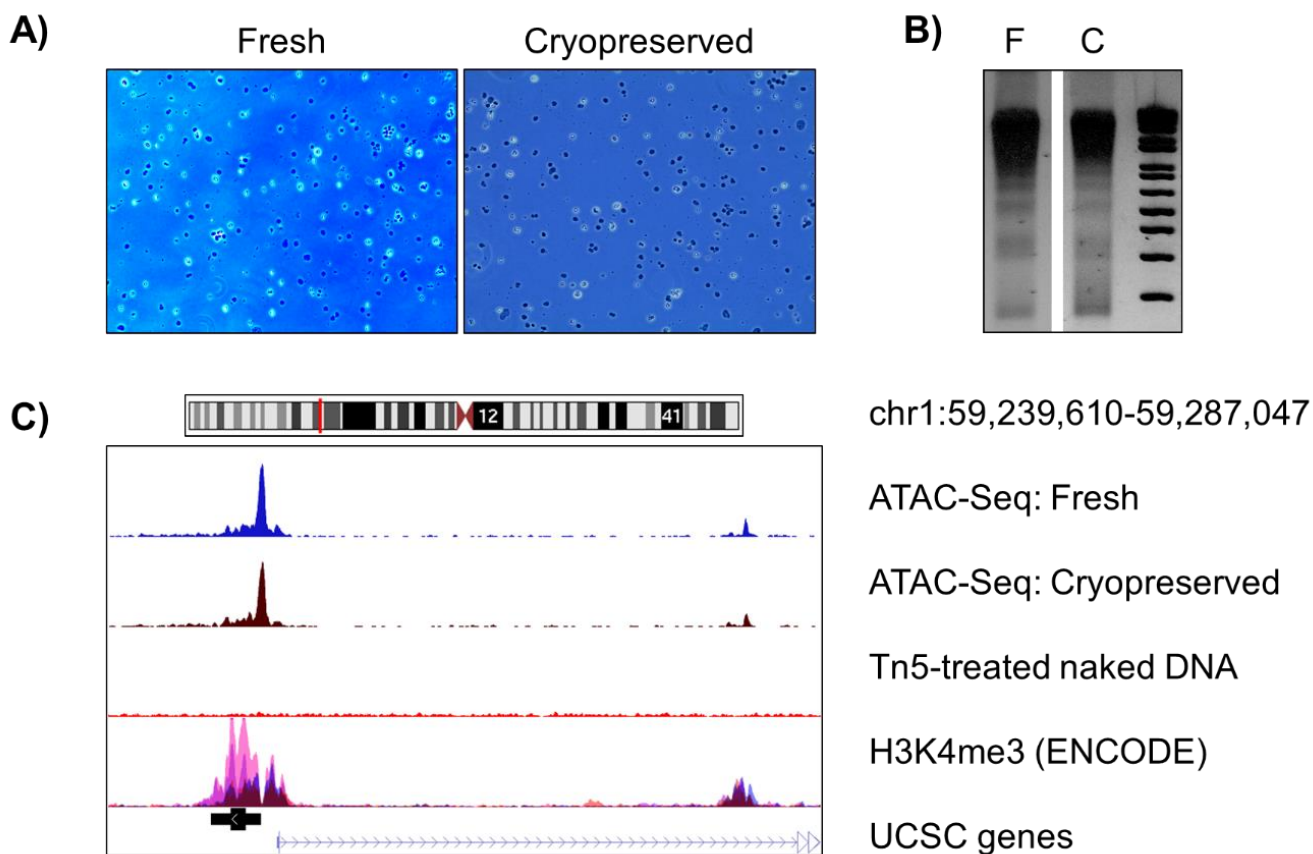 A)
Fresh
Cryopreserved
B)
F
C
C)
12
41
chr1:59,239,610-59,287,047
ATAC-Seq: Fresh
ATAC-Seq: Cryopreserved
Tn5-treated naked DNA
H3K4me3 (ENCODE)
UCSC genes